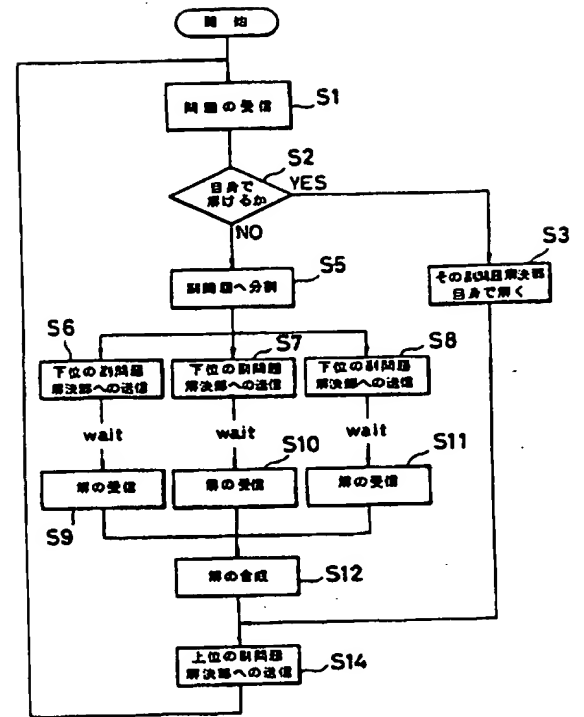 開始
問題の受信
S1
S2
自身で
解けるか
YES
NO
S3
その副問題解決部
自身で解く
S5
副問題へ分割
S6
S7
S8
下位の副問題
解決部への送信
下位の副問題
解決部への送信
下位の副問題
解決部への送信
wait
wait
wait
S10
S11
解の受信
解の受信
解の受信
S9
解の合成
S12
上位の副問題
解決部への送信
S14